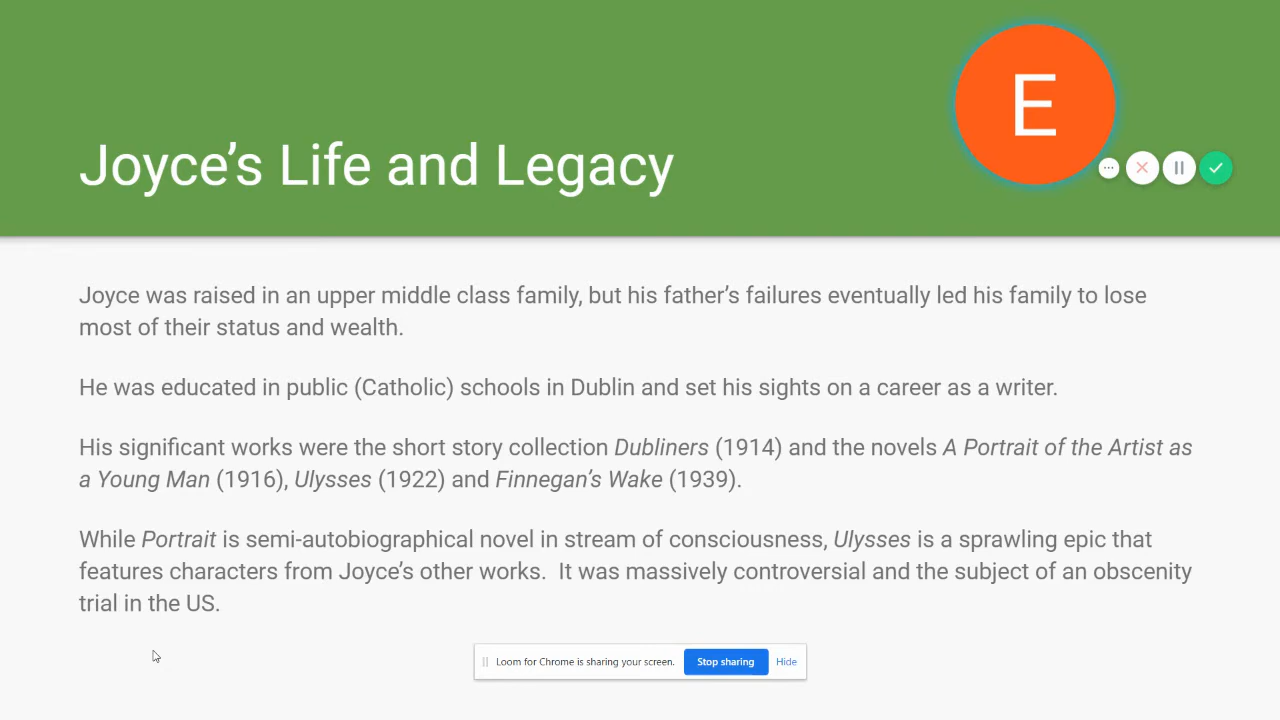 E
Joyce’s Life and Legacy
Joyce was raised in an upper middle class family, but his father’s failures eventually led his family to lose
most of their status and wealth.
He was educated in public (Catholic) schools in Dublin and set his sights on a career as a writer.
His significant works were the short story collection Dubliners (1914) and the novels A Portrait of the Artist as
a Young Man (1916), Ulysses (1922) and Finnegan’s Wake (1939).
While Portrait is semi-autobiographical novel in stream of consciousness, Ulysses is a sprawling epic that
features characters from Joyce’s other works.  It was massively controversial and the subject of an obscenity
trial in the US.
Loom for Chrome is sharing your screen. Stop sharing Hide